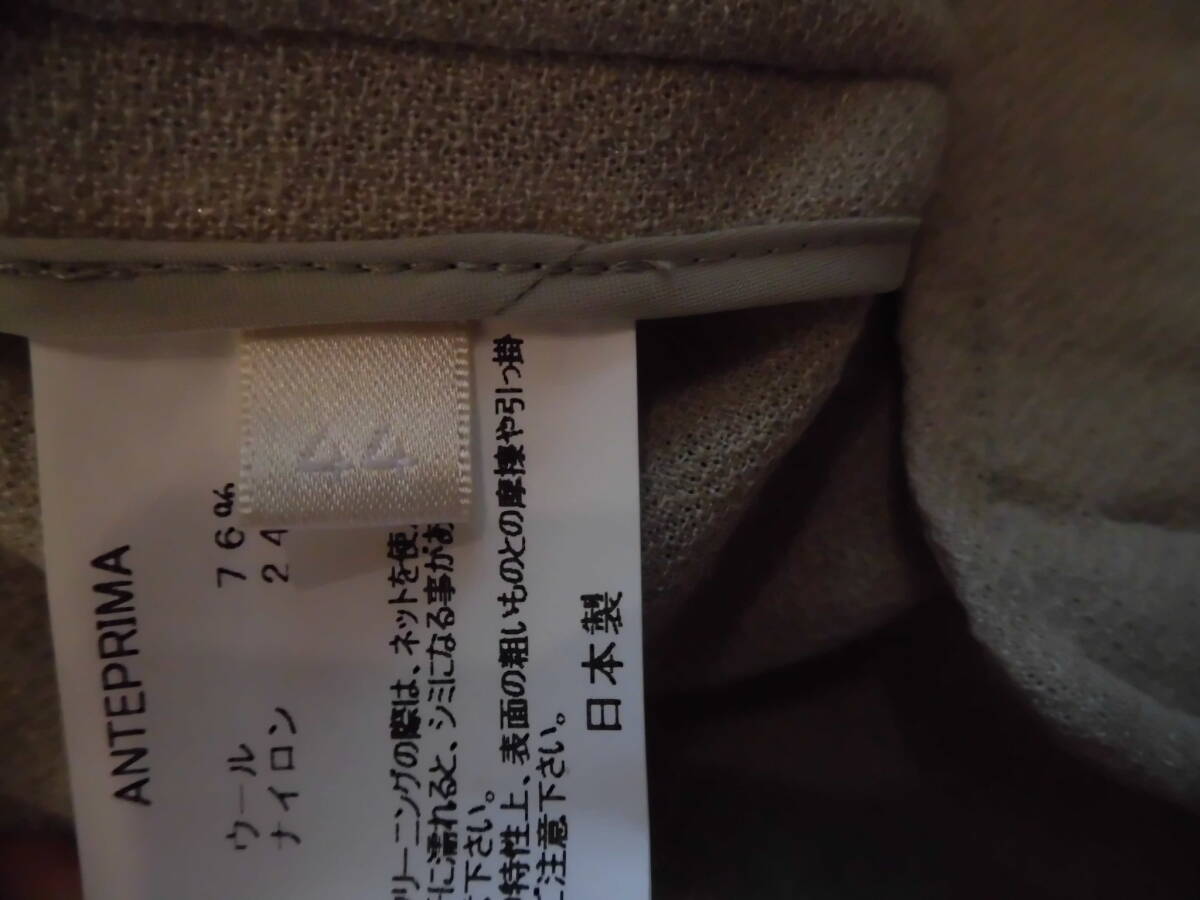 44
ANTEPRIMA
ウール 76%
ナイロン 24
リーニングの際は、ネットを使
に濡れると、シミになる事があ
下さい。
特性上、表面の粗いものとの摩擦や引っ掛
ご注意下さい。
日本製